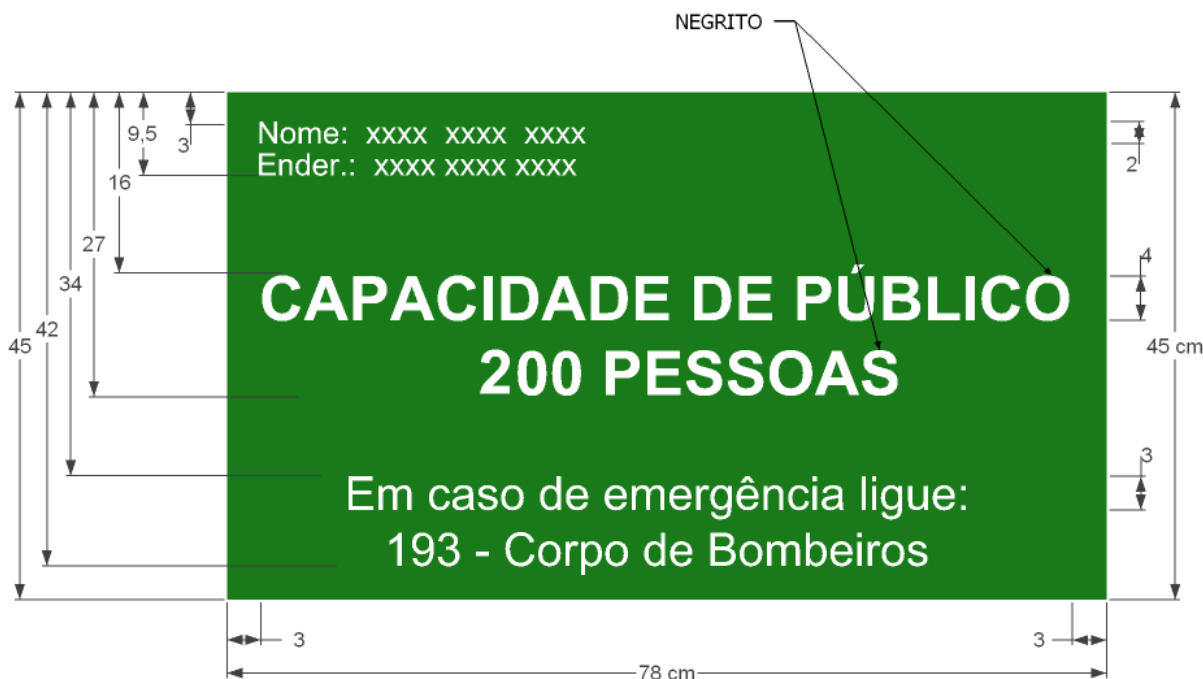 NEGRITO
9,5
3
16
27
34
42
45
Nome: xxxx xxxx xxxx
Ender.: xxxx xxxx xxxx
2
4
CAPACIDADE DE PÚBLICO
200 PESSOAS
45 cm
3
Em caso de emergência ligue:
193 - Corpo de Bombeiros
3
3
78 cm